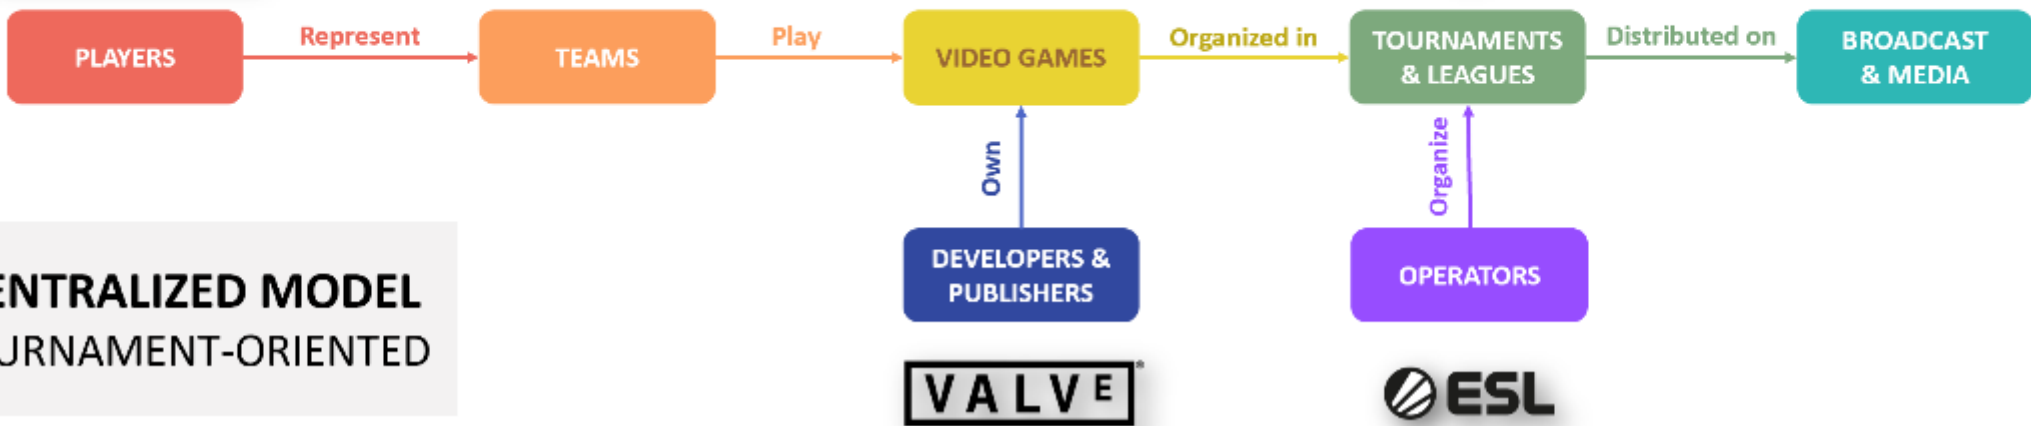 PLAYERS
Represent
TEAMS
Play
VIDEO GAMES
Organized in
TOURNAMENTS
& LEAGUES
Distributed on
BROADCAST
& MEDIA
Own
Organize
DEVELOPERS &
PUBLISHERS
OPERATORS
ENTRALIZED MODEL
URNAMENT-ORIENTED
VALVE®
ESL